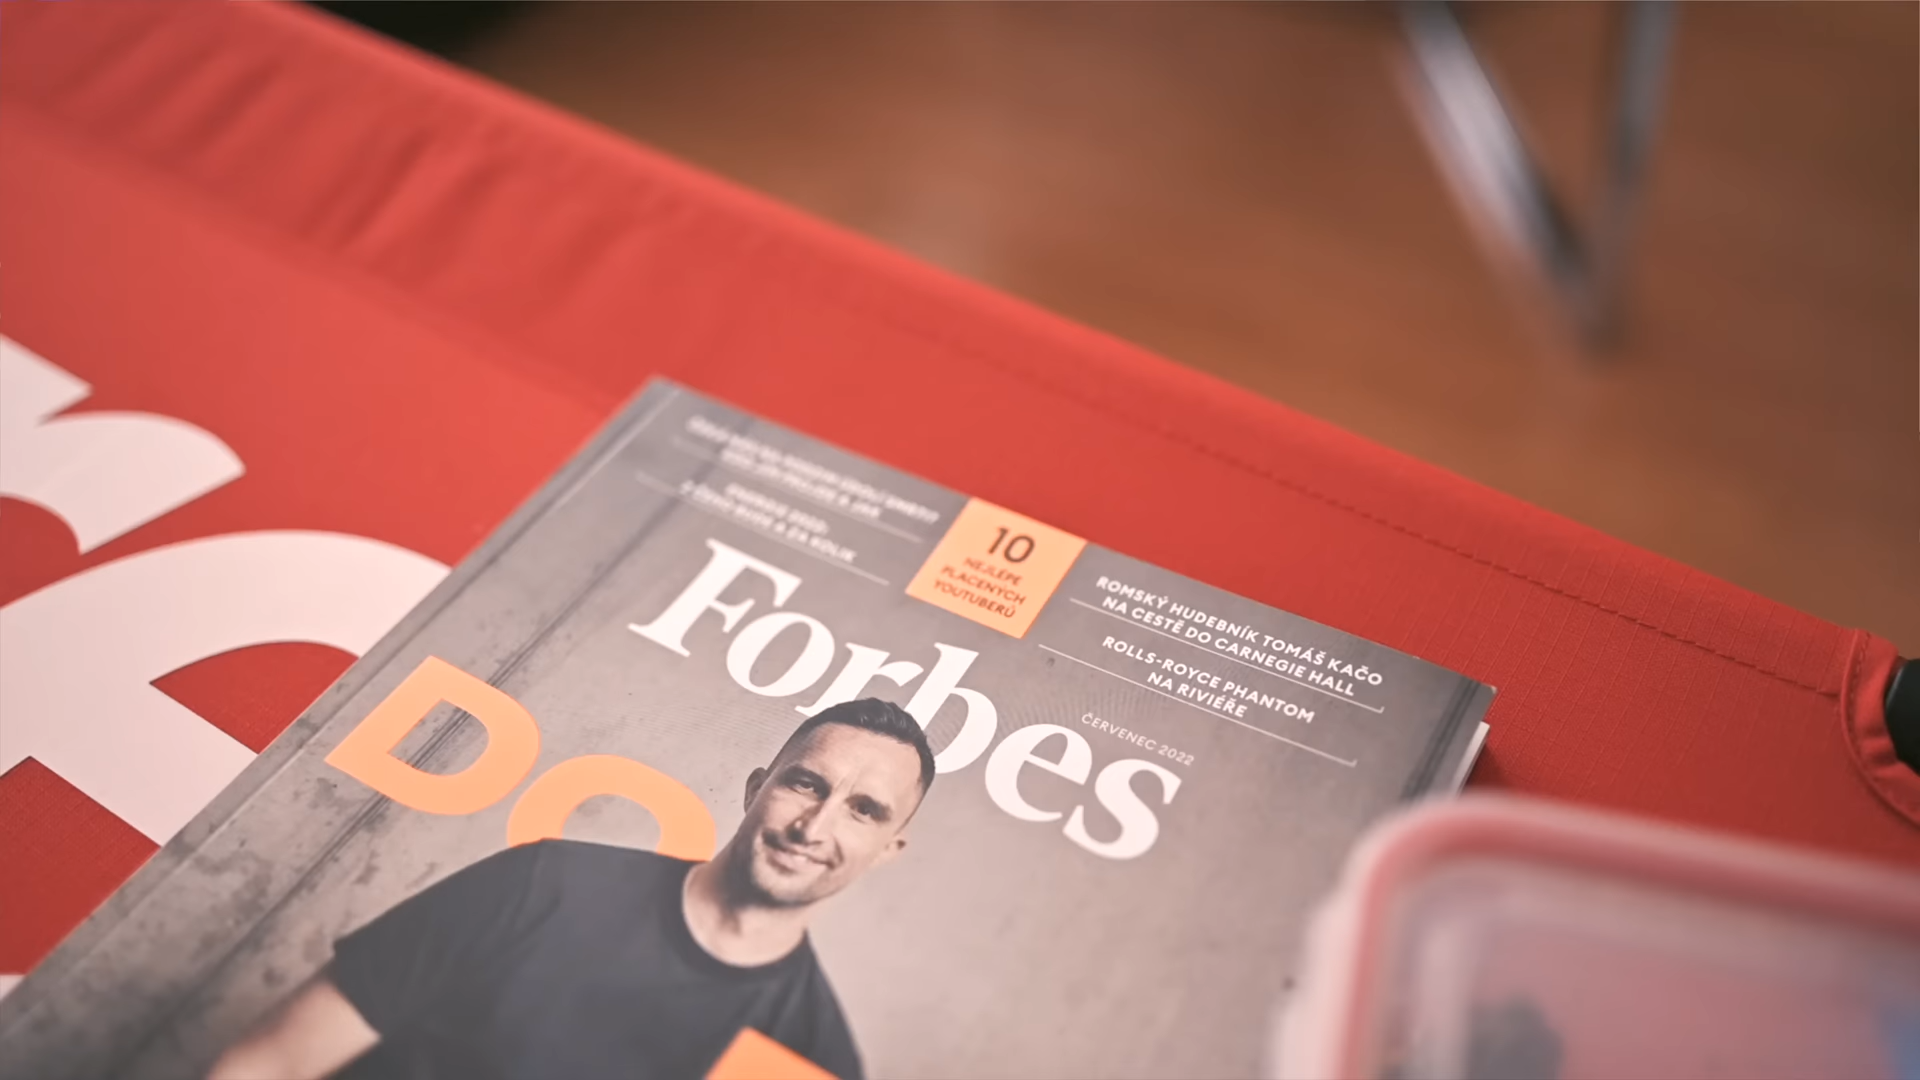 10
NEJLÉPE
PLACENÝCH
YOUTUBERŮ
ROMSKÝ HUDEBNÍK TOMÁŠ KAČO
NA CESTĚ DO CARNEGIE HALL
ROLLS-ROYCE PHANTOM
NA RIVIÉŘE
Forbes
ČERVENEC 2022
DO